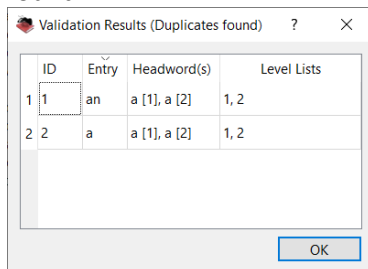 Validation Results (Duplicates found) ? ×
ID Entry Headword(s) Level Lists
1 1 an a [1], a [2] 1, 2
2 2 a a [1], a [2] 1, 2
OK